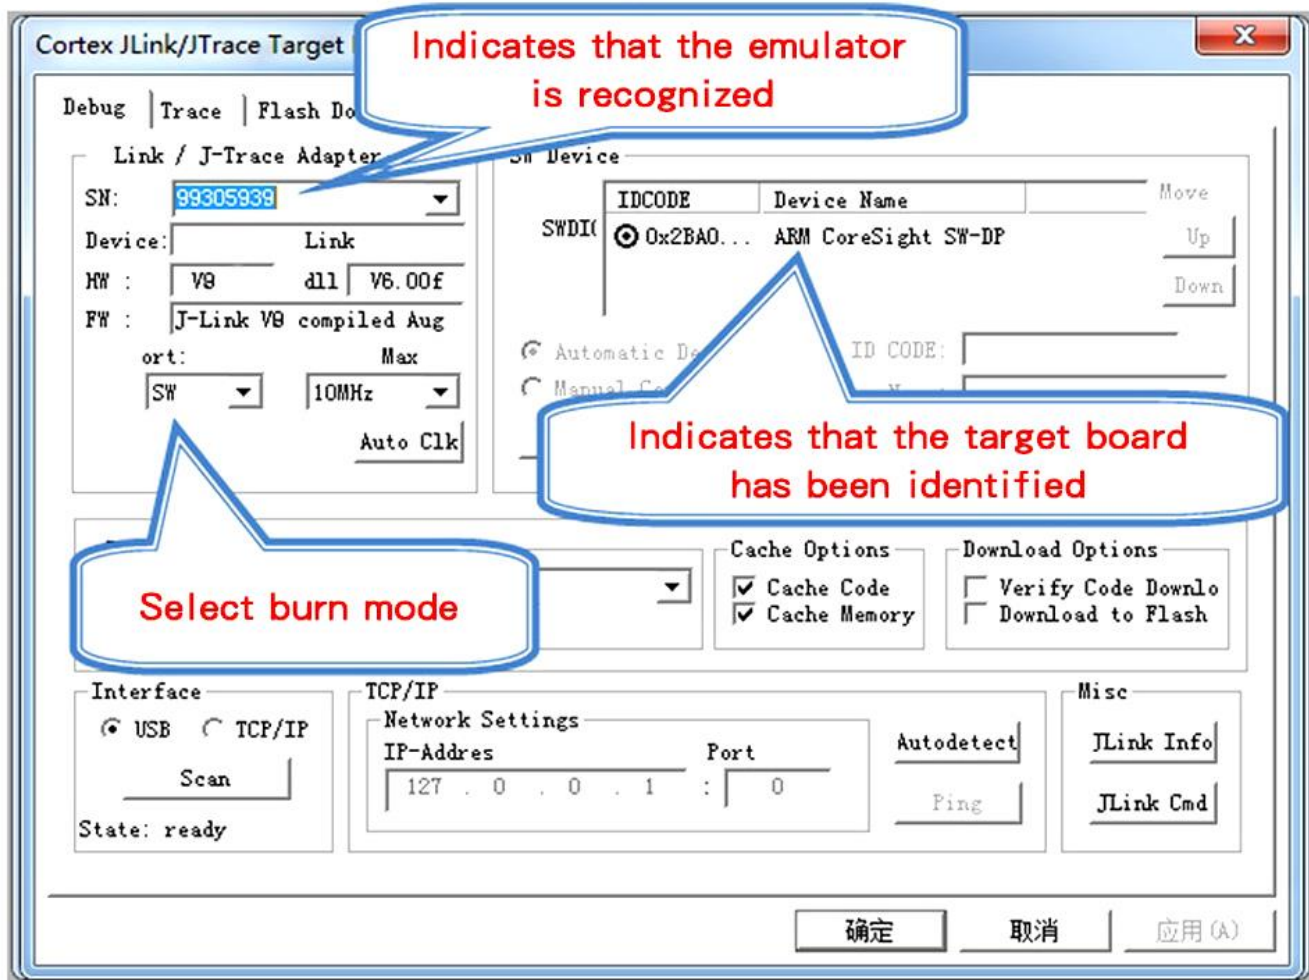 Cortex JLink/JTrace Target
Indicates that the emulator
is recognized
Debug
Trace
Flash Do
Link / J-Trace Adapter
SN:
99305939
Device:
Link
HW :
V8
dll
V6.00f
FW :
J-Link V8 compiled Aug
ort:
Max
SW
10MHz
Auto Clk
SW Device
IDCODE
Device Name
Move
SWDI(
0x2BA0...
ARM CoreSight SW-DP
Up
Down
Automatic De
ID CODE:
Manual Co
Indicates that the target board
has been identified
Select burn mode
Cache Options
Cache Code
Cache Memory
Download Options
Verify Code Downlo
Download to Flash
Interface
USB
TCP/IP
Scan
State: ready
TCP/IP
Network Settings
IP-Addres
Port
127 . 0 . 0 . 1 : 0
Autodetect
Ping
Misc
JLink Info
JLink Cmd
确定
取消
应用(A)